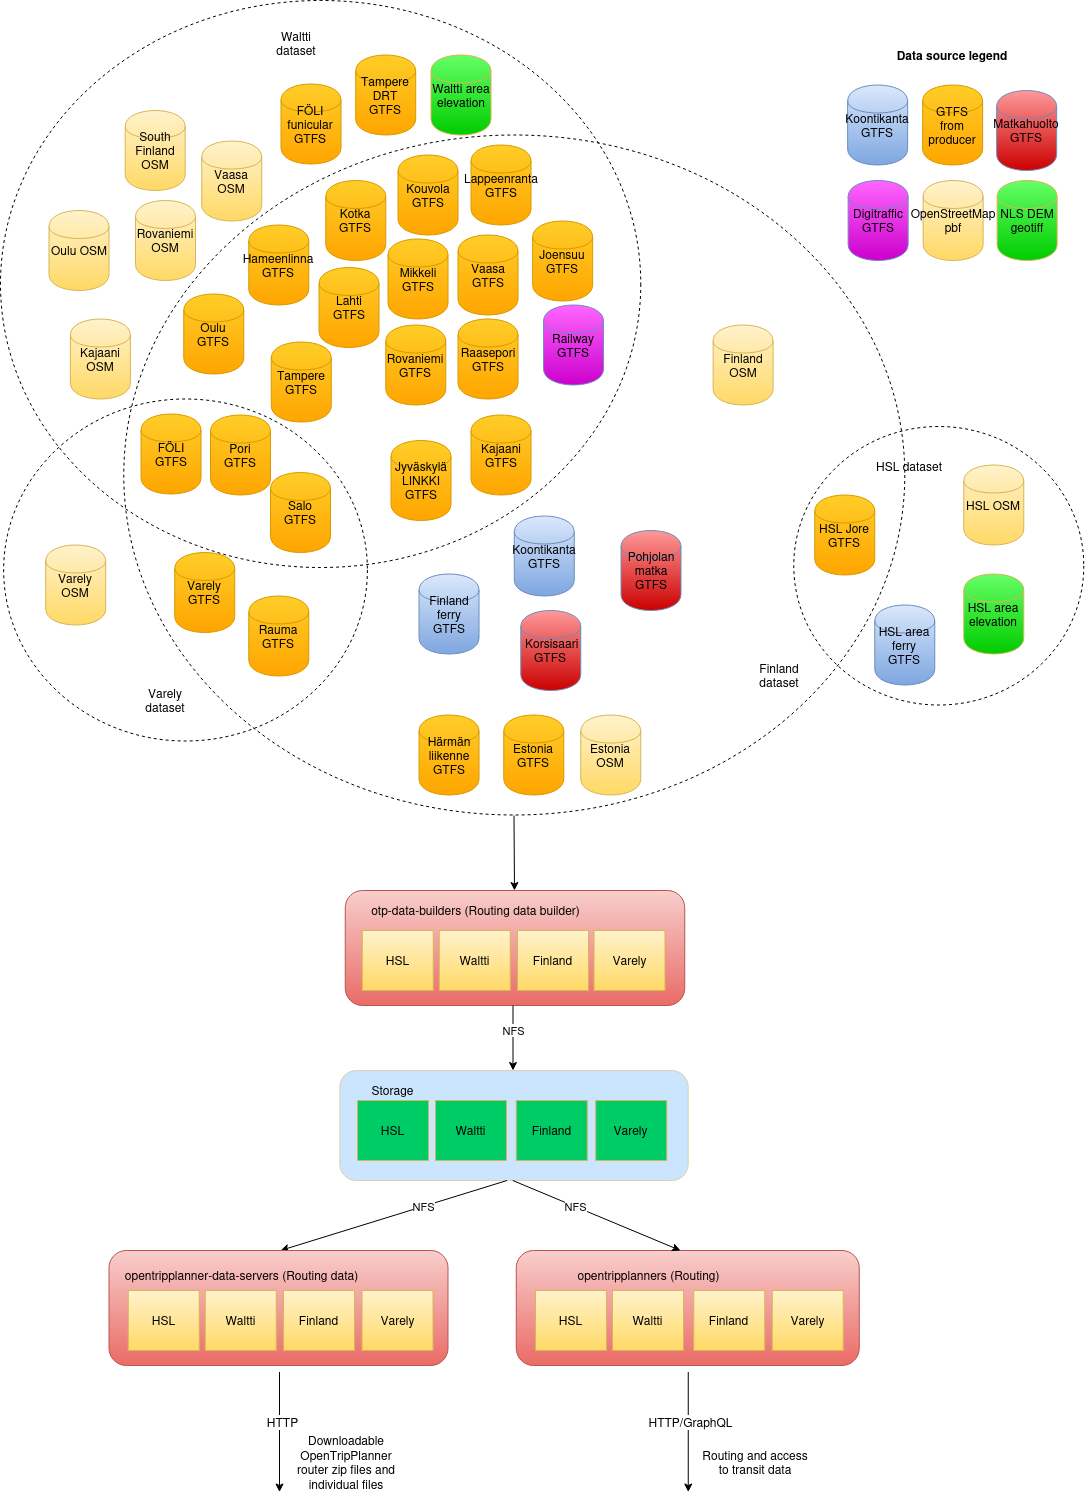 Waltti
dataset
Data source legend
Tampere
DRT
GTFS
Waltti area
elevation
FÖLI
funicular
GTFS
South
Finland
OSM
Vaasa
OSM
Oulu OSM
Rovaniemi
OSM
Kajaani
OSM
Koontikanta
GTFS
GTFS
from
producer
Matkahuolto
GTFS
Digitraffic
GTFS
OpenStreetMap
pbf
NLS DEM
geotiff
Kotka
GTFS
Kouvola
GTFS
Lappeenranta
GTFS
Hameenlinna
GTFS
Lahti
GTFS
Mikkeli
GTFS
Vaasa
GTFS
Joensuu
GTFS
Oulu
GTFS
Tampere
GTFS
Rovaniemi
GTFS
Raasepori
GTFS
Railway
GTFS
Finland
OSM
FÖLI
GTFS
Pori
GTFS
Salo
GTFS
Jyväskylä
LINKKI
GTFS
Kajaani
GTFS
HSL dataset
HSL Jore
GTFS
HSL OSM
HSL area
elevation
HSL area
ferry
GTFS
Varely
OSM
Varely
GTFS
Rauma
GTFS
Varely
dataset
Koontikanta
GTFS
Finland
ferry
GTFS
Pohjolan
matka
GTFS
Korsisaari
GTFS
Finland
dataset
Härmän
liikenne
GTFS
Estonia
GTFS
Estonia
OSM
otp-data-builders (Routing data builder)
HSL
Waltti
Finland
Varely
NFS
Storage
HSL
Waltti
Finland
Varely
NFS
NFS
opentripplanner-data-servers (Routing data)
HSL
Waltti
Finland
Varely
opentripplanners (Routing)
HSL
Waltti
Finland
Varely
HTTP
Downloadable
OpenTripPlanner
router zip files and
individual files
HTTP/GraphQL
Routing and access
to transit data